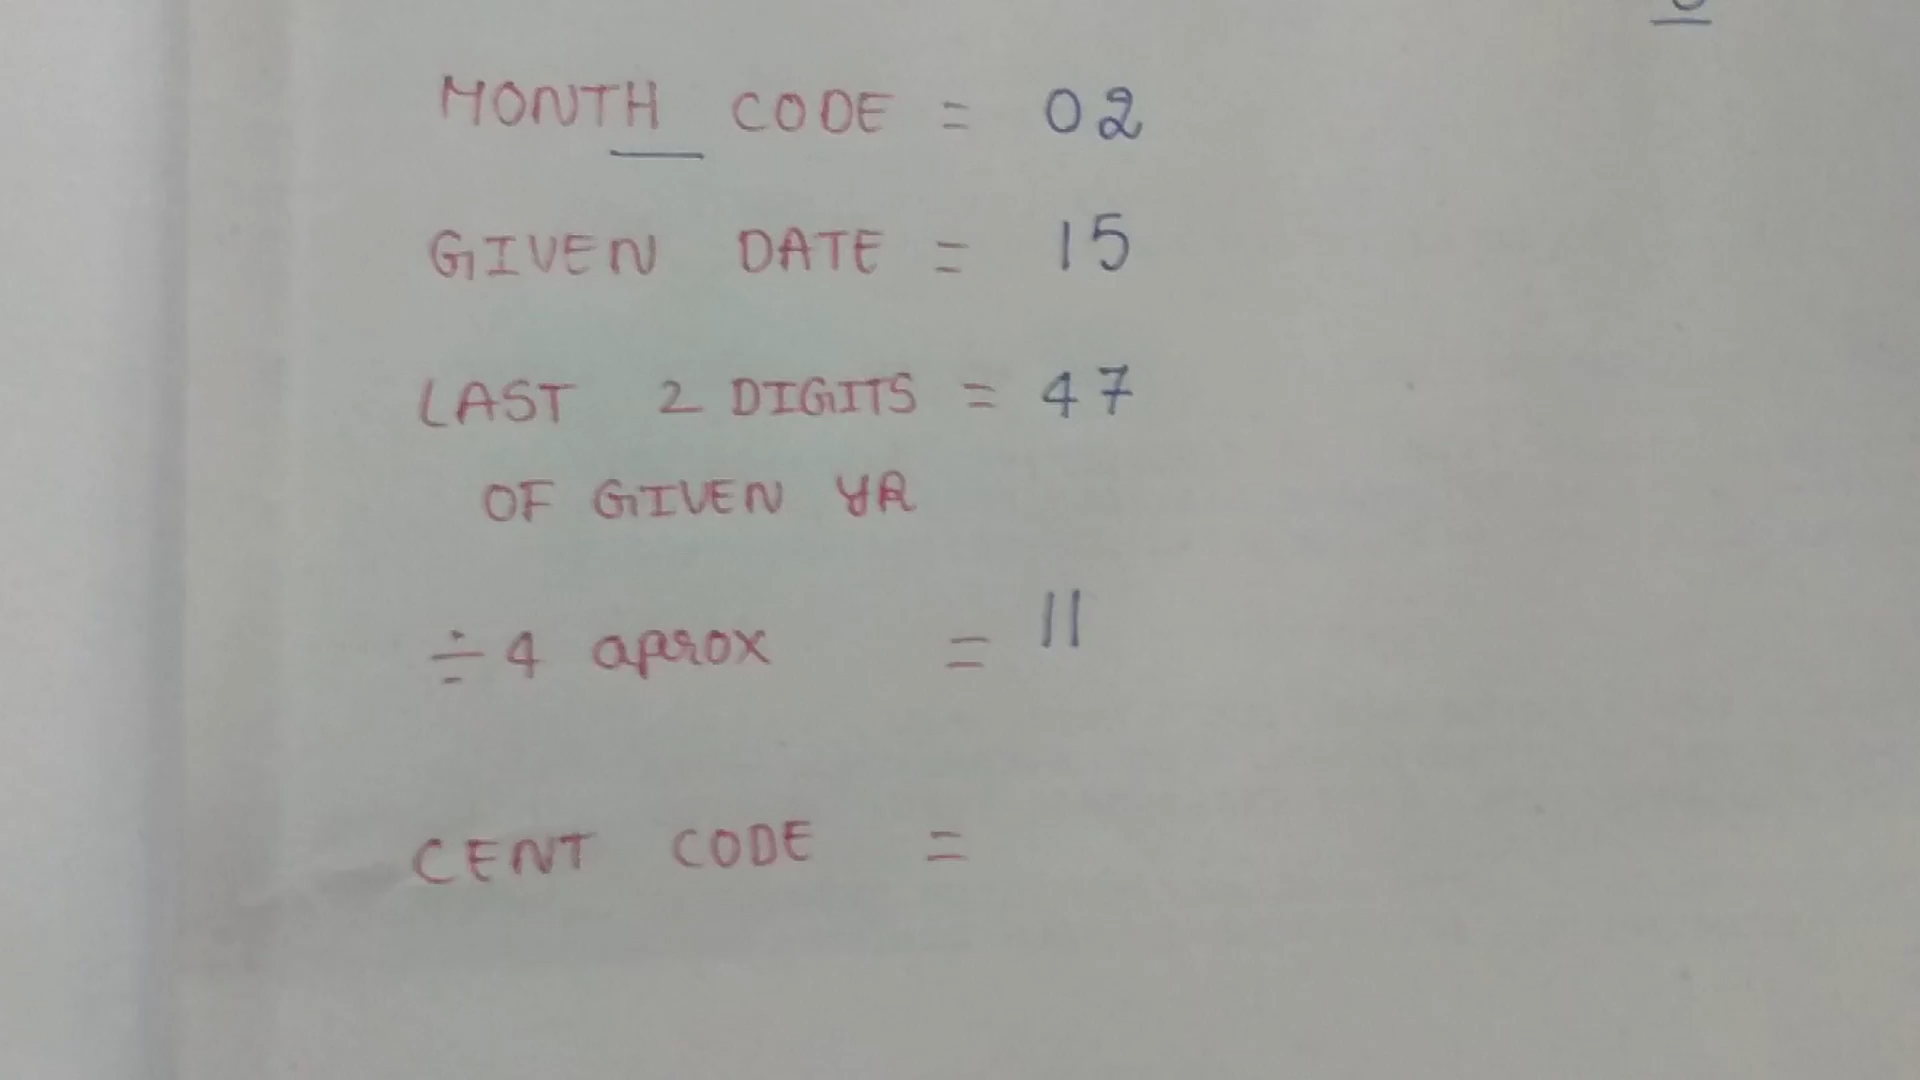 MONTH CODE = 02
GIVEN DATE = 15
LAST 2 DIGITS = 47
OF GIVEN YR
÷ 4 aprox = 11
CENT CODE =